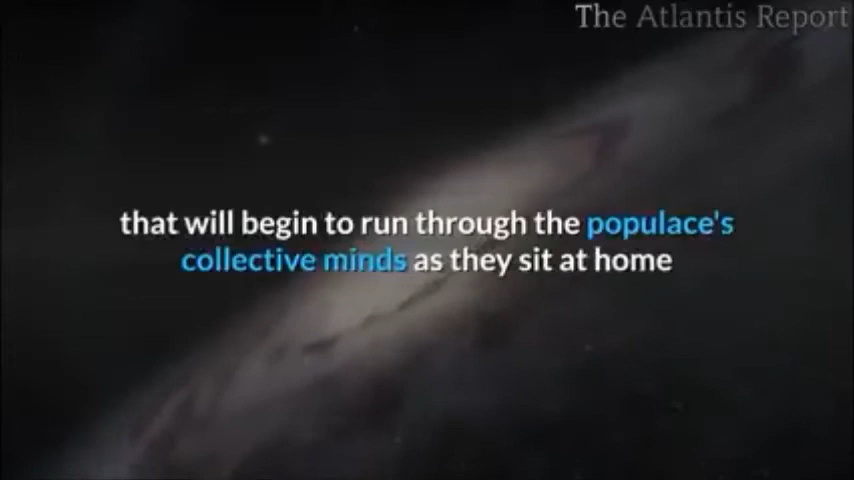 The Atlantis Report
that will begin to run through the populace's
collective minds as they sit at home